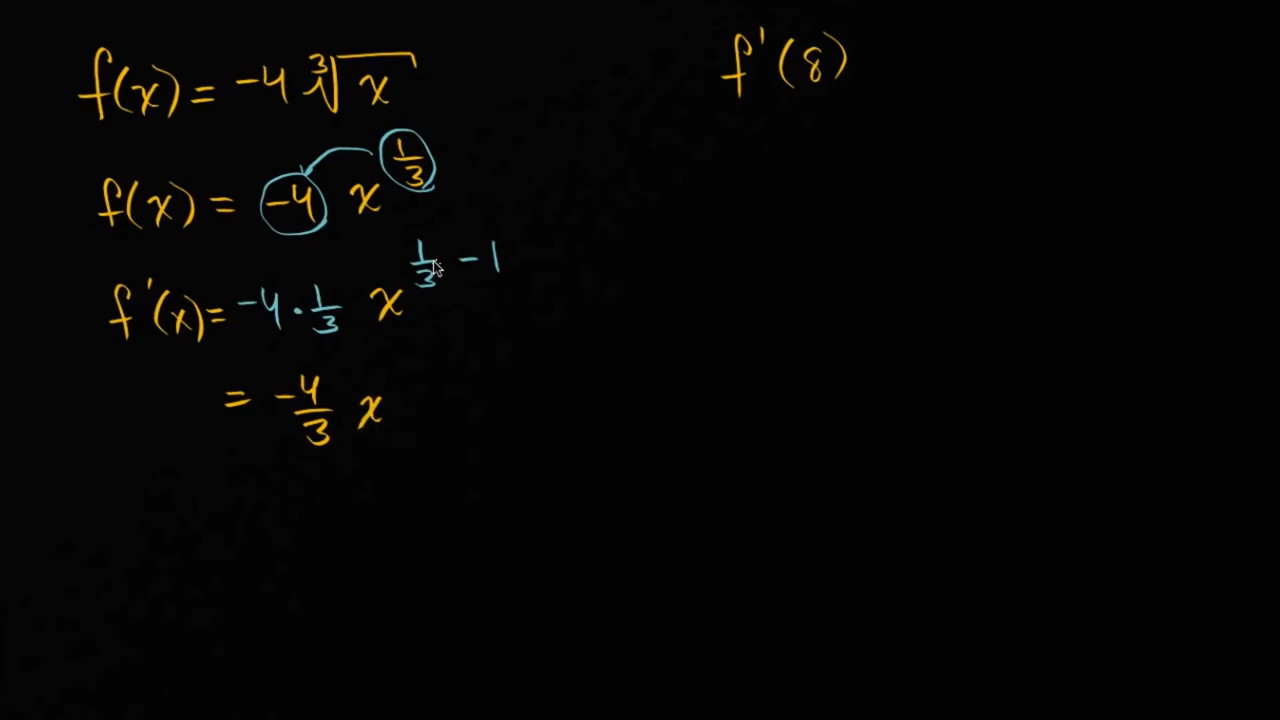 f(x) = -4 ∛x
f'(8)
f(x) = -4 x^{1/3}
f'(x) = -4 · 1/3 x^{1/3 - 1}
= -4/3 x